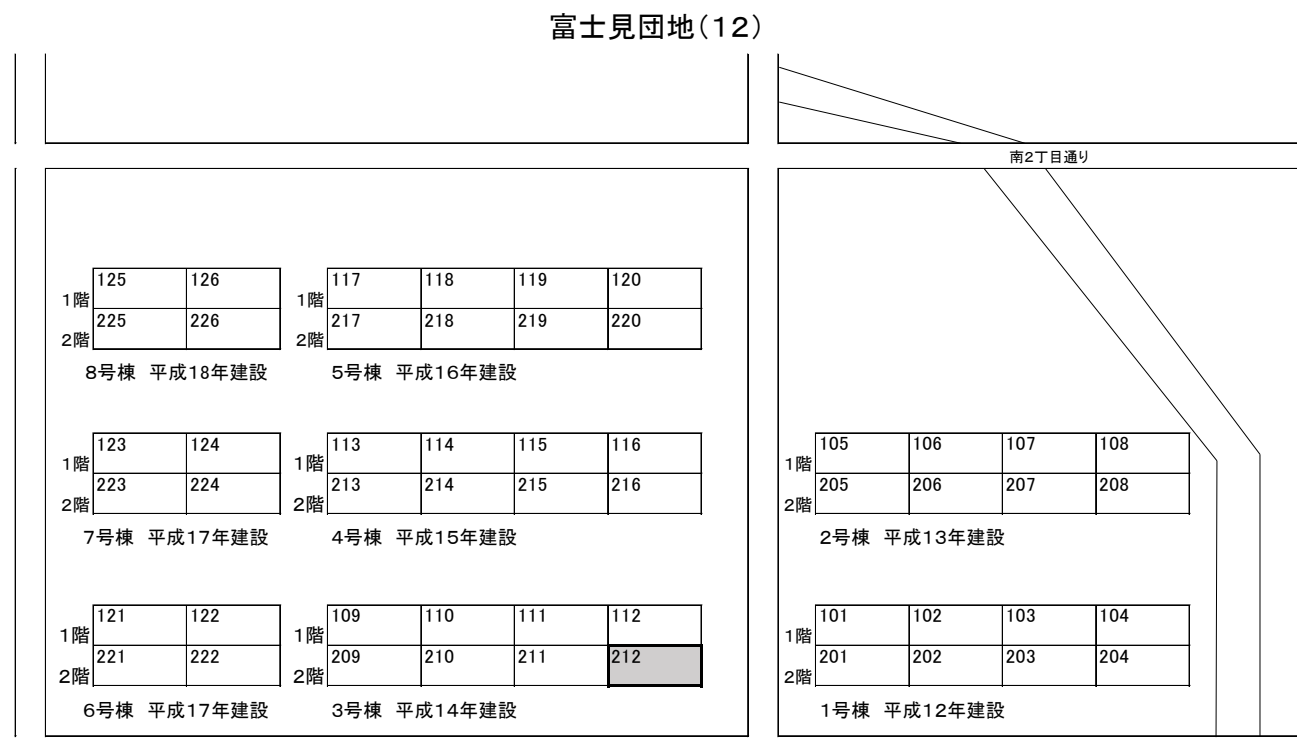 富士見団地(12)
南2丁目通り
125 126
1階
225 226
2階
8号棟 平成18年建設
117 118 119 120
1階
217 218 219 220
2階
5号棟 平成16年建設
123 124
1階
223 224
2階
7号棟 平成17年建設
113 114 115 116
1階
213 214 215 216
2階
4号棟 平成15年建設
105 106 107 108
1階
205 206 207 208
2階
2号棟 平成13年建設
121 122
1階
221 222
2階
6号棟 平成17年建設
109 110 111 112
1階
209 210 211 212
2階
3号棟 平成14年建設
101 102 103 104
1階
201 202 203 204
2階
1号棟 平成12年建設